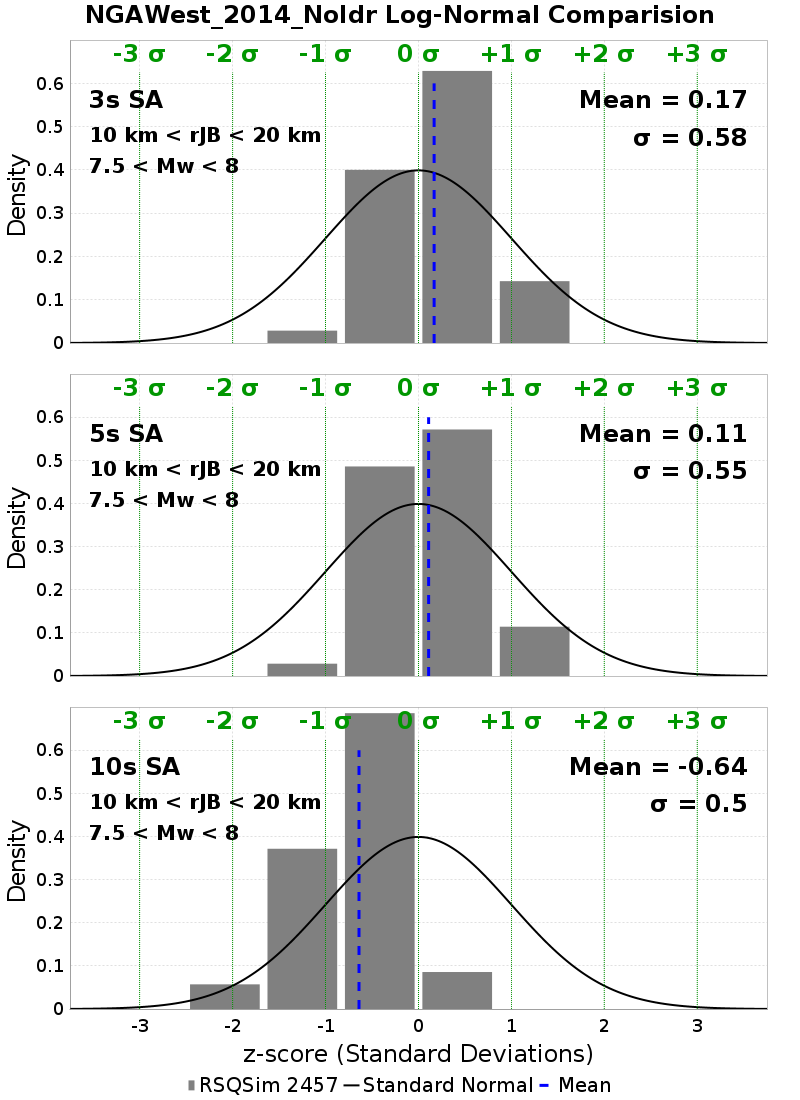 NGAWest_2014_NoIdr Log-Normal Comparision
-3 σ -2 σ -1 σ 0 σ +1 σ +2 σ +3 σ
3s SA
10 km < rJB < 20 km
7.5 < Mw < 8
Mean = 0.17
σ = 0.58
Density
0.6
0.5
0.4
0.3
0.2
0.1
0
-3 σ -2 σ -1 σ 0 σ +1 σ +2 σ +3 σ
5s SA
10 km < rJB < 20 km
7.5 < Mw < 8
Mean = 0.11
σ = 0.55
Density
0.6
0.5
0.4
0.3
0.2
0.1
0
-3 σ -2 σ -1 σ 0 σ +1 σ +2 σ +3 σ
10s SA
10 km < rJB < 20 km
7.5 < Mw < 8
Mean = -0.64
σ = 0.5
Density
0.6
0.5
0.4
0.3
0.2
0.1
0
-3 -2 -1 0 1 2 3
z-score (Standard Deviations)
RSQSim 2457 Standard Normal Mean